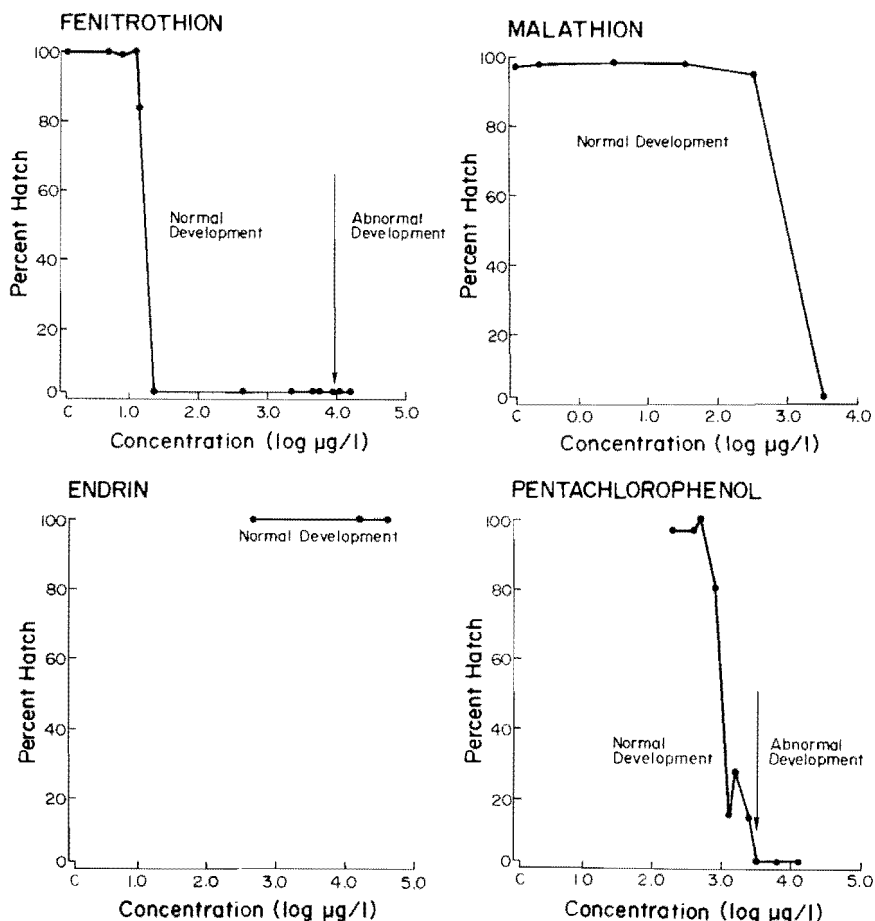 FENITROTHION
Percent Hatch
100
80
60
40
20
0
Normal
Development
Abnormal
Development
C 1.0 2.0 3.0 4.0 5.0
Concentration (log µg/l)
MALATHION
Percent Hatch
100
80
60
40
20
0
Normal Development
C 0.0 1.0 2.0 3.0 4.0
Concentration (log µg/l)
ENDRIN
Percent Hatch
100
80
60
40
20
0
Normal Development
C 1.0 2.0 3.0 4.0 5.0
Concentration (log µg/l)
PENTACHLOROPHENOL
Percent Hatch
100
80
60
40
20
0
Normal
Development
Abnormal
Development
C 1.0 2.0 3.0 4.0 5.0
Concentration (log µg/l)